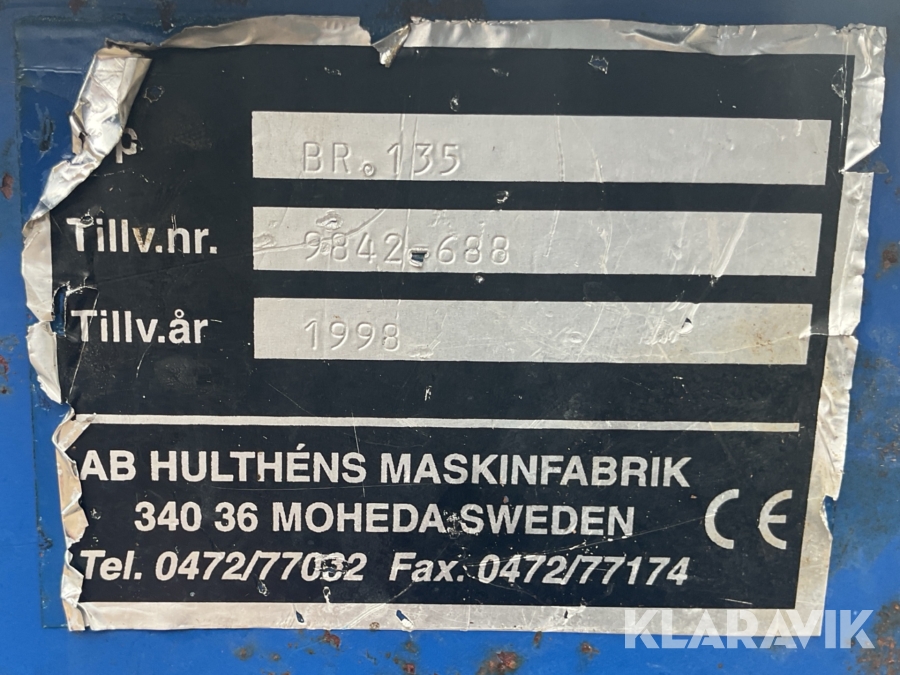 BR.135
Tillv.nr. 9842-688
Tillv.år 1998
AB HULTHÉNS MASKINFABRIK
340 36 MOHEDA SWEDEN
CE
Fax. 0472/77174
KLARAVIK